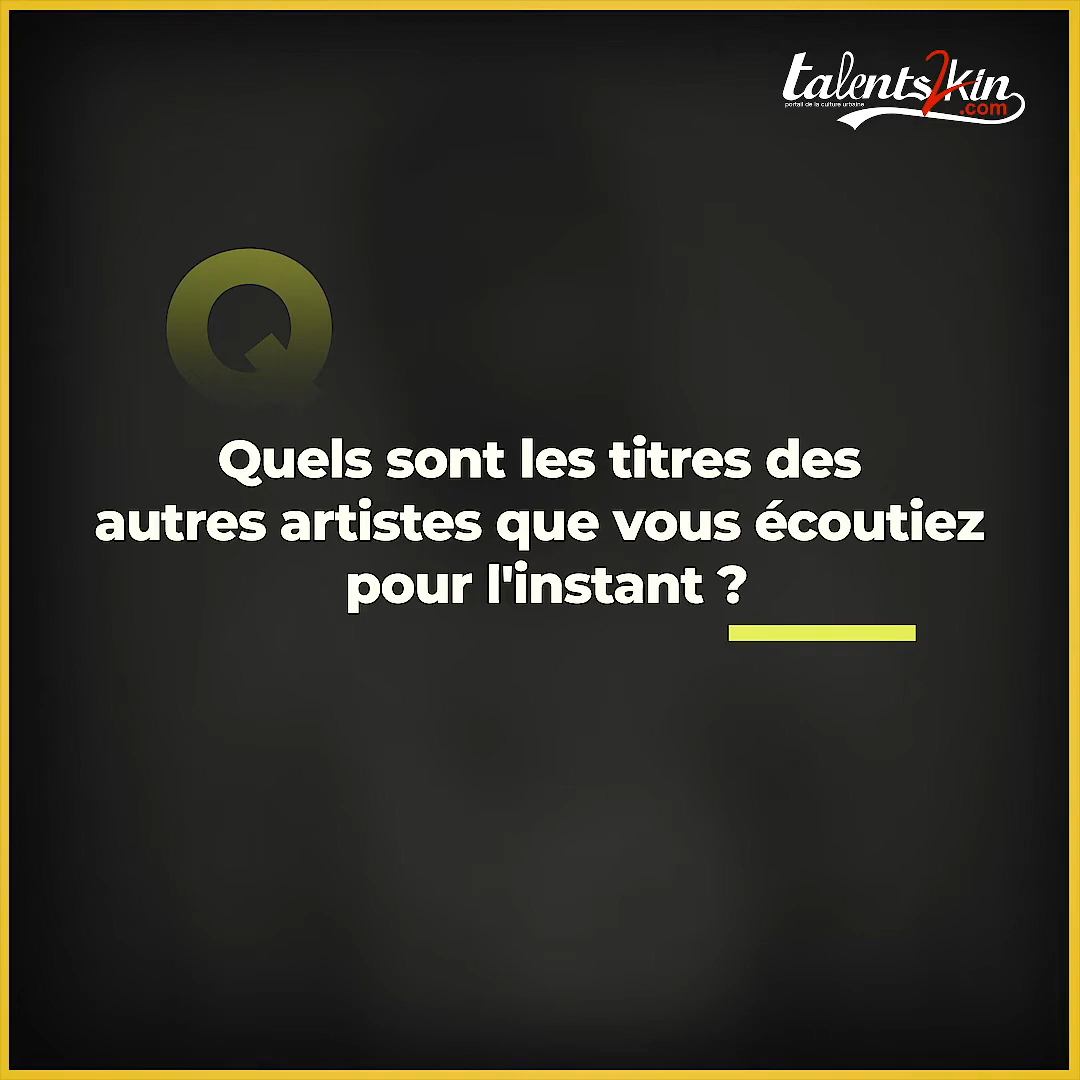 talents2kin
.com
portail de la culture urbaine
Q
Quels sont les titres des
autres artistes que vous écoutiez
pour l'instant ?